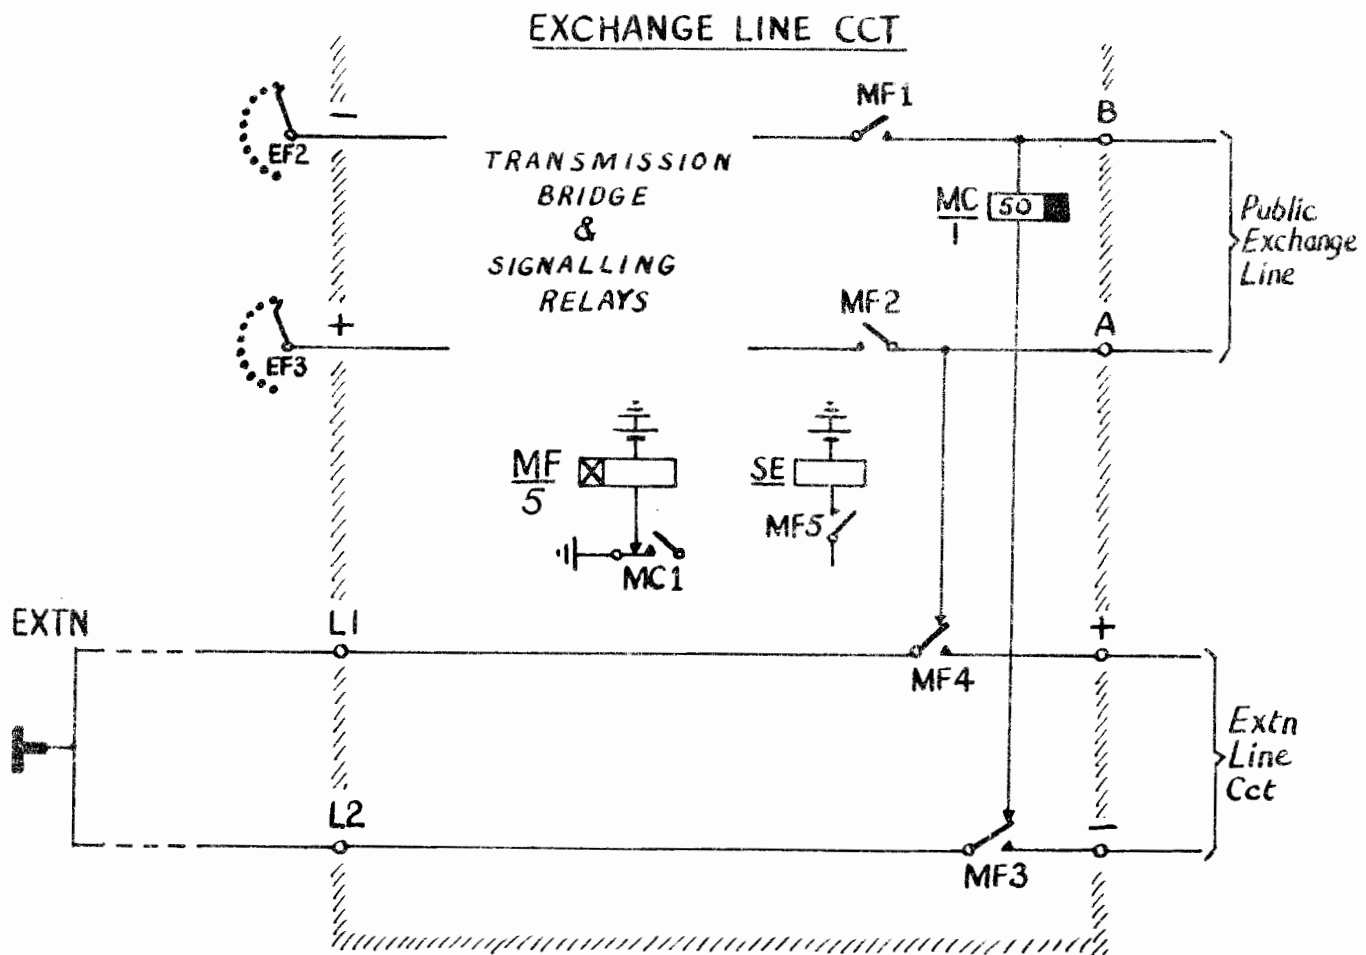 EXCHANGE LINE CCT
MF1
B
−
EF2
TRANSMISSION
BRIDGE
&
SIGNALLING
RELAYS
MC
1
50
Public
Exchange
Line
MF2
A
+
EF3
MF
5
SE
MF5
MC1
EXTN
L1
+
MF4
Extn
Line
Cct
L2
−
MF3